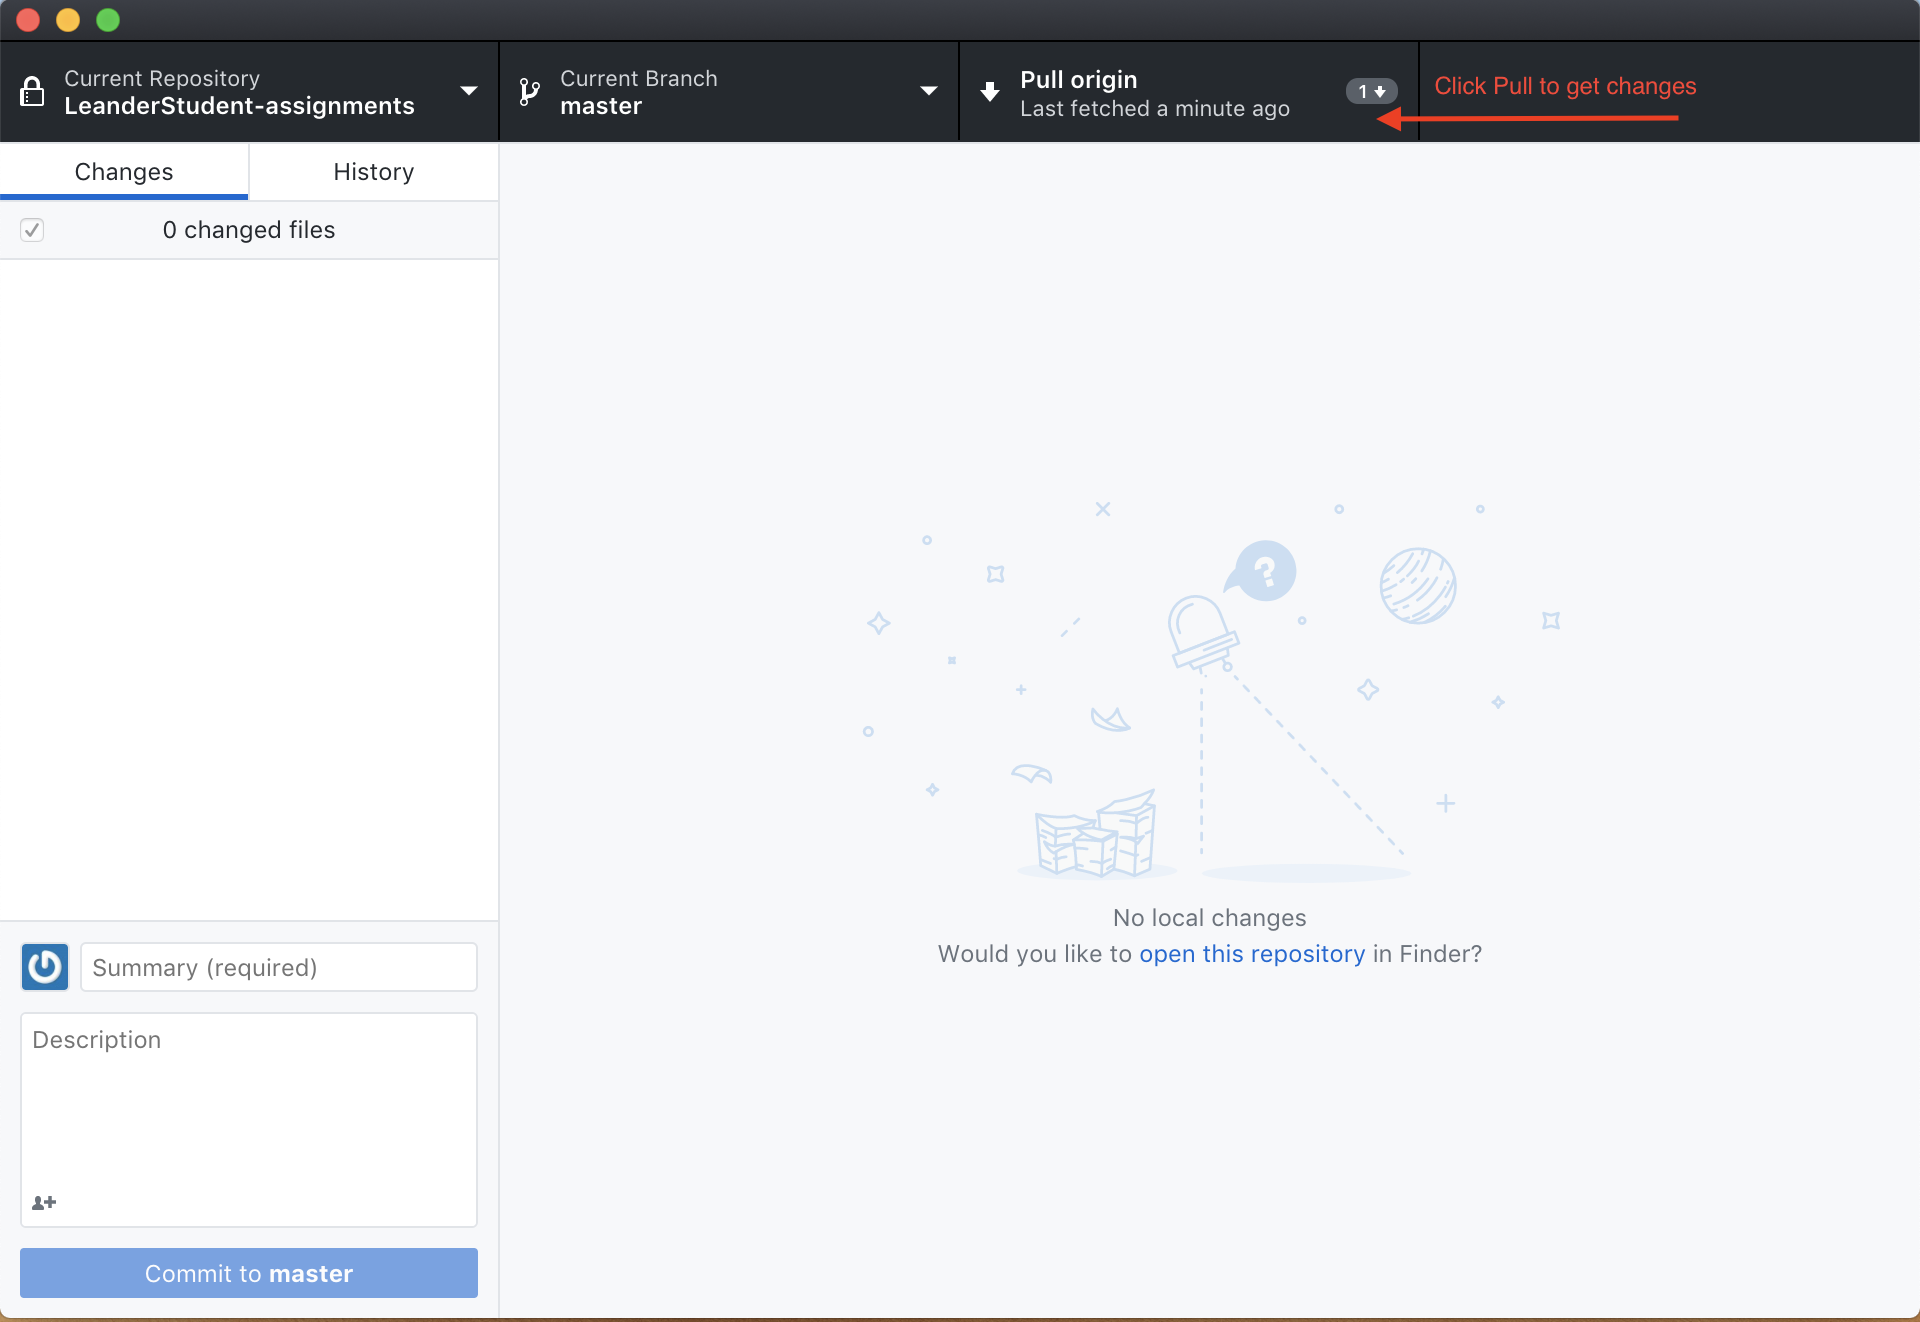 Current Repository
LeanderStudent-assignments
Current Branch
master
Pull origin
Last fetched a minute ago
1
Click Pull to get changes
Changes
History
0 changed files
?
No local changes
Would you like to open this repository in Finder?
Summary (required)
Description
Commit to master